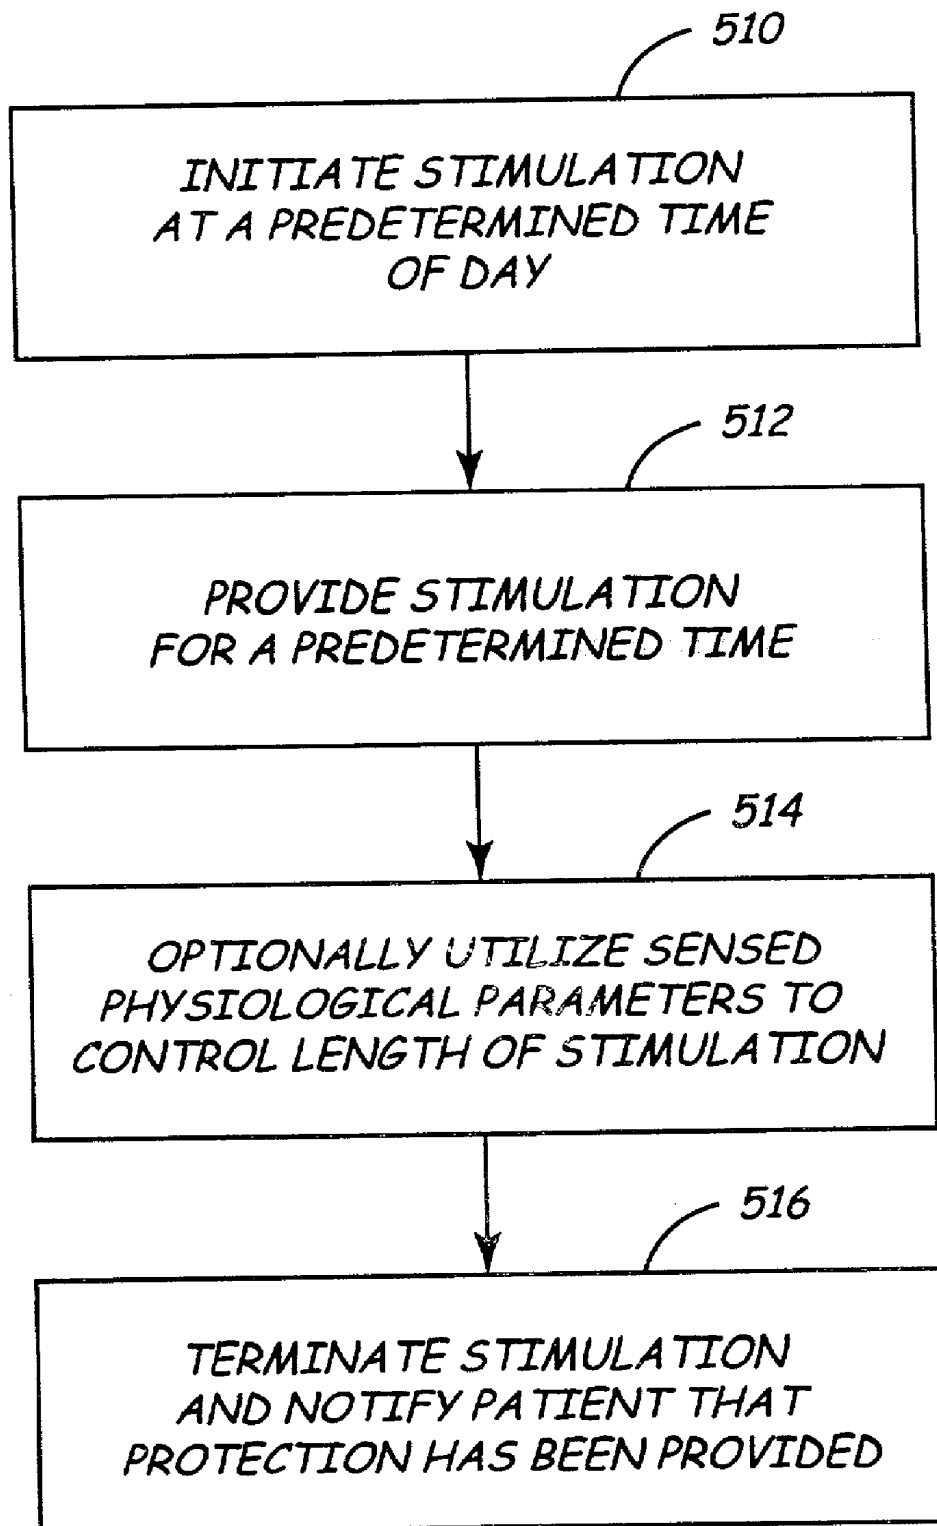 510
INITIATE STIMULATION
AT A PREDETERMINED TIME
OF DAY
512
PROVIDE STIMULATION
FOR A PREDETERMINED TIME
514
OPTIONALLY UTILIZE SENSED
PHYSIOLOGICAL PARAMETERS TO
CONTROL LENGTH OF STIMULATION
516
TERMINATE STIMULATION
AND NOTIFY PATIENT THAT
PROTECTION HAS BEEN PROVIDED